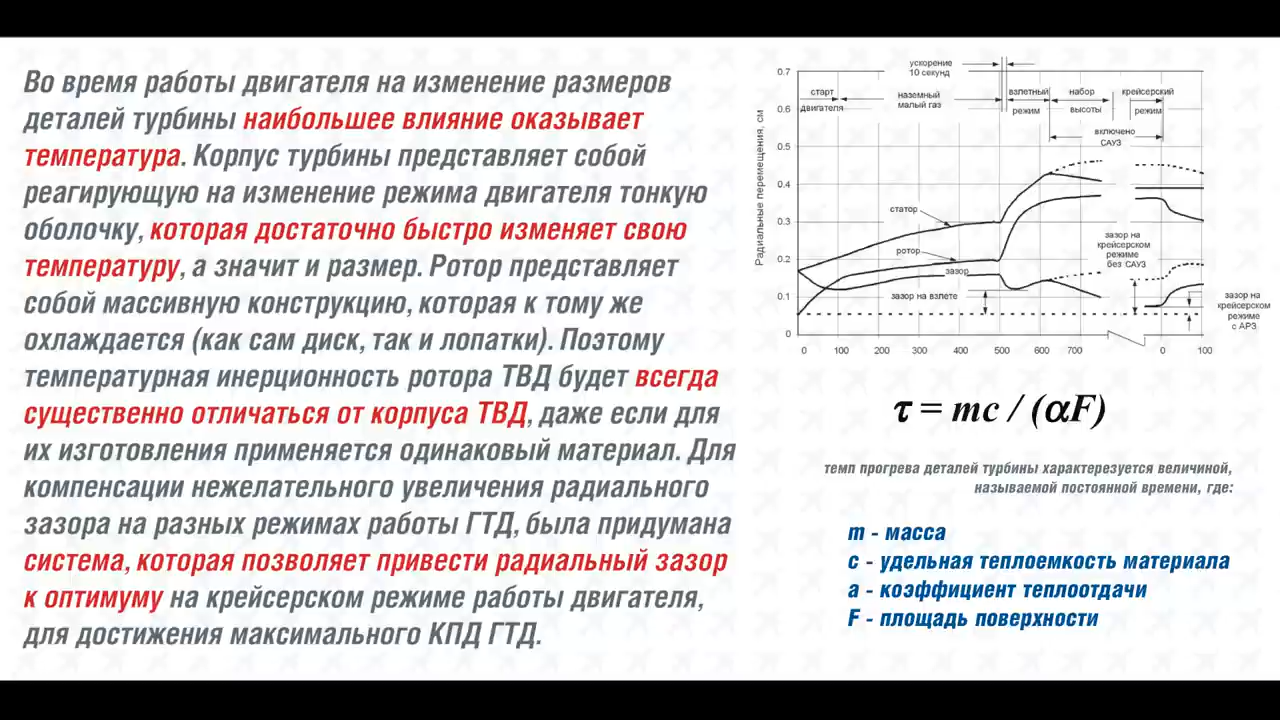 Во время работы двигателя на изменение размеров
деталей турбины наибольшее влияние оказывает
температура. Корпус турбины представляет собой
реагирующую на изменение режима двигателя тонкую
оболочку, которая достаточно быстро изменяет свою
температуру, а значит и размер. Ротор представляет
собой массивную конструкцию, которая к тому же
охлаждается (как сам диск, так и лопатки). Поэтому
температурная инерционность ротора ТВД будет всегда
существенно отличаться от корпуса ТВД, даже если для
их изготовления применяется одинаковый материал. Для
компенсации нежелательного увеличения радиального
зазора на разных режимах работы ГТД, была придумана
система, которая позволяет привести радиальный зазор
к оптимуму на крейсерском режиме работы двигателя,
для достижения максимального КПД ГТД.
ускорение
10 секунд
старт
двигателя
наземный
малый газ
взлетный
режим
набор
высоты
крейсерский
режим
включено
САУЗ
Радиальные перемещения, см
0.7
0.6
0.5
0.4
0.3
0.2
0.1
0
статор
ротор
зазор
зазор на взлете
зазор на
крейсерском
режиме
без САУЗ
зазор на
крейсерском
режиме
с АРЗ
0 100 200 300 400 500 600 700 0 100
τ = mc / (αF)
темп прогрева деталей турбины характерезуется величиной,
называемой постоянной времени, где:
m - масса
c - удельная теплоемкость материала
a - коэффициент теплоотдачи
F - площадь поверхности